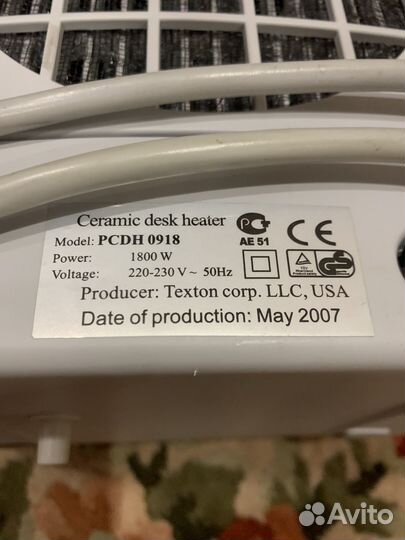 Ceramic desk heater
Model: PCDH 0918
Power: 1800 W
Voltage: 220-230 V ~ 50Hz
АЕ 51
CE
Producer: Texton corp. LLC, USA
Date of production: May 2007
Avito